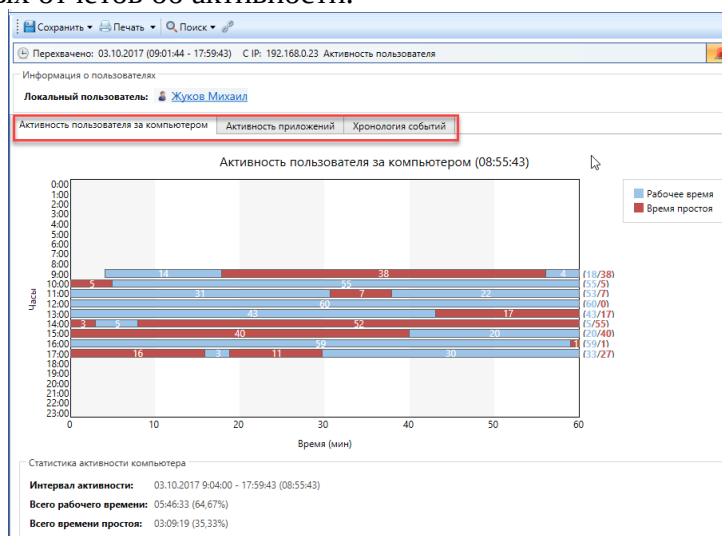 ых отчетов об активности.
Сохранить Печать Поиск
Перехвачено: 03.10.2017 (09:01:44 - 17:59:43) С IP: 192.168.0.23 Активность пользователя
Информация о пользователях
Локальный пользователь: Жуков Михаил
Активность пользователя за компьютером Активность приложений Хронология событий
Активность пользователя за компьютером (08:55:43)
Рабочее время
Время простоя
Часы
0:00
1:00
2:00
3:00
4:00
5:00
6:00
7:00
8:00
9:00 14 38 4 (18/38)
10:00 5 55 (55/5)
11:00 31 7 22 (53/7)
12:00 60 (60/0)
13:00 43 17 (43/17)
14:00 3 5 52 (5/55)
15:00 40 20 (20/40)
16:00 59 1 (59/1)
17:00 16 3 11 30 (33/27)
18:00
19:00
20:00
21:00
22:00
23:00
0 10 20 30 40 50 60
Время (мин)
Статистика активности компьютера
Интервал активности: 03.10.2017 9:04:00 - 17:59:43 (08:55:43)
Всего рабочего времени: 05:46:33 (64,67%)
Всего времени простоя: 03:09:19 (35,33%)